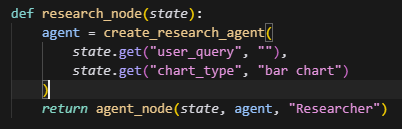 def research_node(state):
    agent = create_research_agent(
        state.get("user_query", ""),
        state.get("chart_type", "bar chart")
    )
    return agent_node(state, agent, "Researcher")